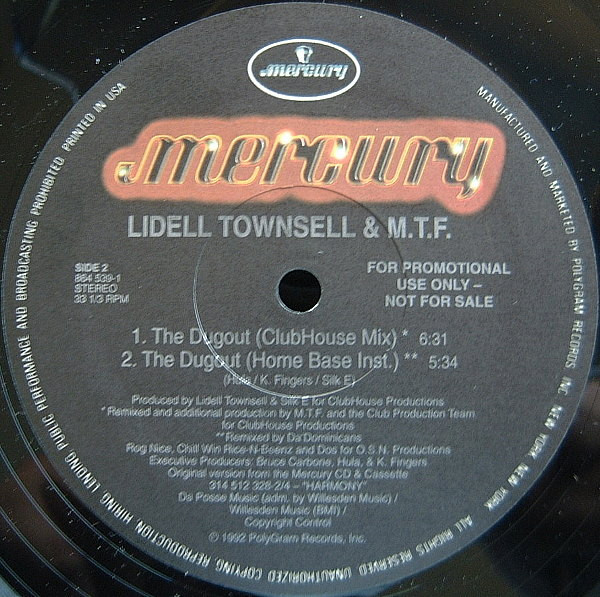 mercury
mercury
LIDELL TOWNSELL & M.T.F.
SIDE 2
864 539-1
STEREO
33 1/3 RPM
FOR PROMOTIONAL
USE ONLY –
NOT FOR SALE
1. The Dugout (ClubHouse Mix) * 6:31
2. The Dugout (Home Base Inst.) ** 5:34
(Hula / K. Fingers / Silk E)
Produced by Lidell Townsell & Silk E for ClubHouse Productions
*Remixed and additional production by M.T.F. and the Club Production Team
for ClubHouse Productions
**Remixed by Da'Dominicans
Rog Nice, Chill Win Rice-N-Beenz and Dos for O.S.N. Productions
Executive Producers: Bruce Carbone, Hula, & K. Fingers
Original version from the Mercury CD & Cassette
314 512 328-2/4 – "HARMONY"
Da Posse Music (adm. by Willesden Music) /
Willesden Music (BMI) /
Copyright Control
© 1992 PolyGram Records, Inc.
MANUFACTURED AND MARKETED BY POLYGRAM RECORDS INC. NEW YORK, NEW YORK
ALL RIGHTS RESERVED UNAUTHORIZED COPYING, REPRODUCTION, HIRING, LENDING PUBLIC PERFORMANCE AND BROADCASTING PROHIBITED PRINTED IN USA